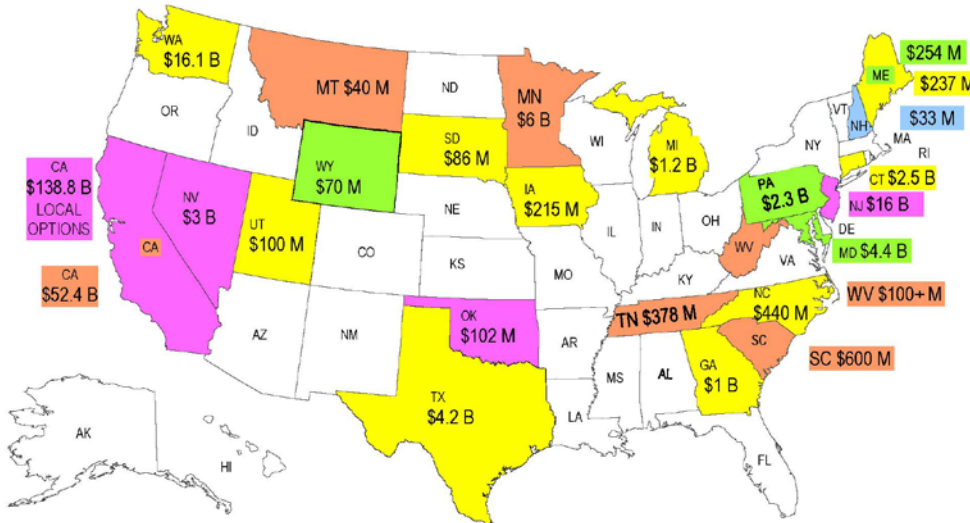 WA
$16.1 B
MT $40 M
ND
MN
$6 B
OR
ID
WY
$70 M
SD
$86 M
WI
MI
$1.2 B
NY
VT
NH
ME
$254 M
$237 M
$33 M
MA
RI
CT $2.5 B
NJ $16 B
CA
$138.8 B
LOCAL
OPTIONS
NV
$3 B
UT
$100 M
CA
CA
$52.4 B
CO
NE
IA
$215 M
IL
IN
OH
PA
$2.3 B
DE
MD $4.4 B
KS
MO
KY
WV
VA
WV $100+ M
AZ
NM
OK
$102 M
AR
TN $378 M
NC
$440 M
SC
SC $600 M
TX
$4.2 B
LA
MS
AL
GA
$1 B
FL
AK
HI